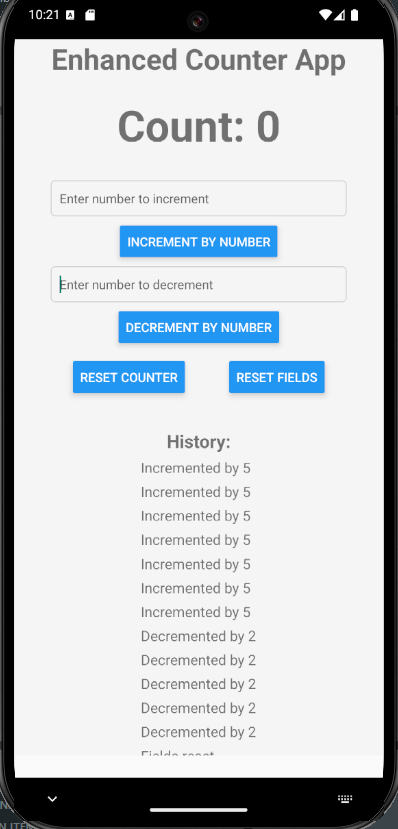 10:21
Enhanced Counter App
Count: 0
Enter number to increment
INCREMENT BY NUMBER
Enter number to decrement
DECREMENT BY NUMBER
RESET COUNTER RESET FIELDS
History:
Incremented by 5
Incremented by 5
Incremented by 5
Incremented by 5
Incremented by 5
Incremented by 5
Incremented by 5
Decremented by 2
Decremented by 2
Decremented by 2
Decremented by 2
Decremented by 2
Fields reset